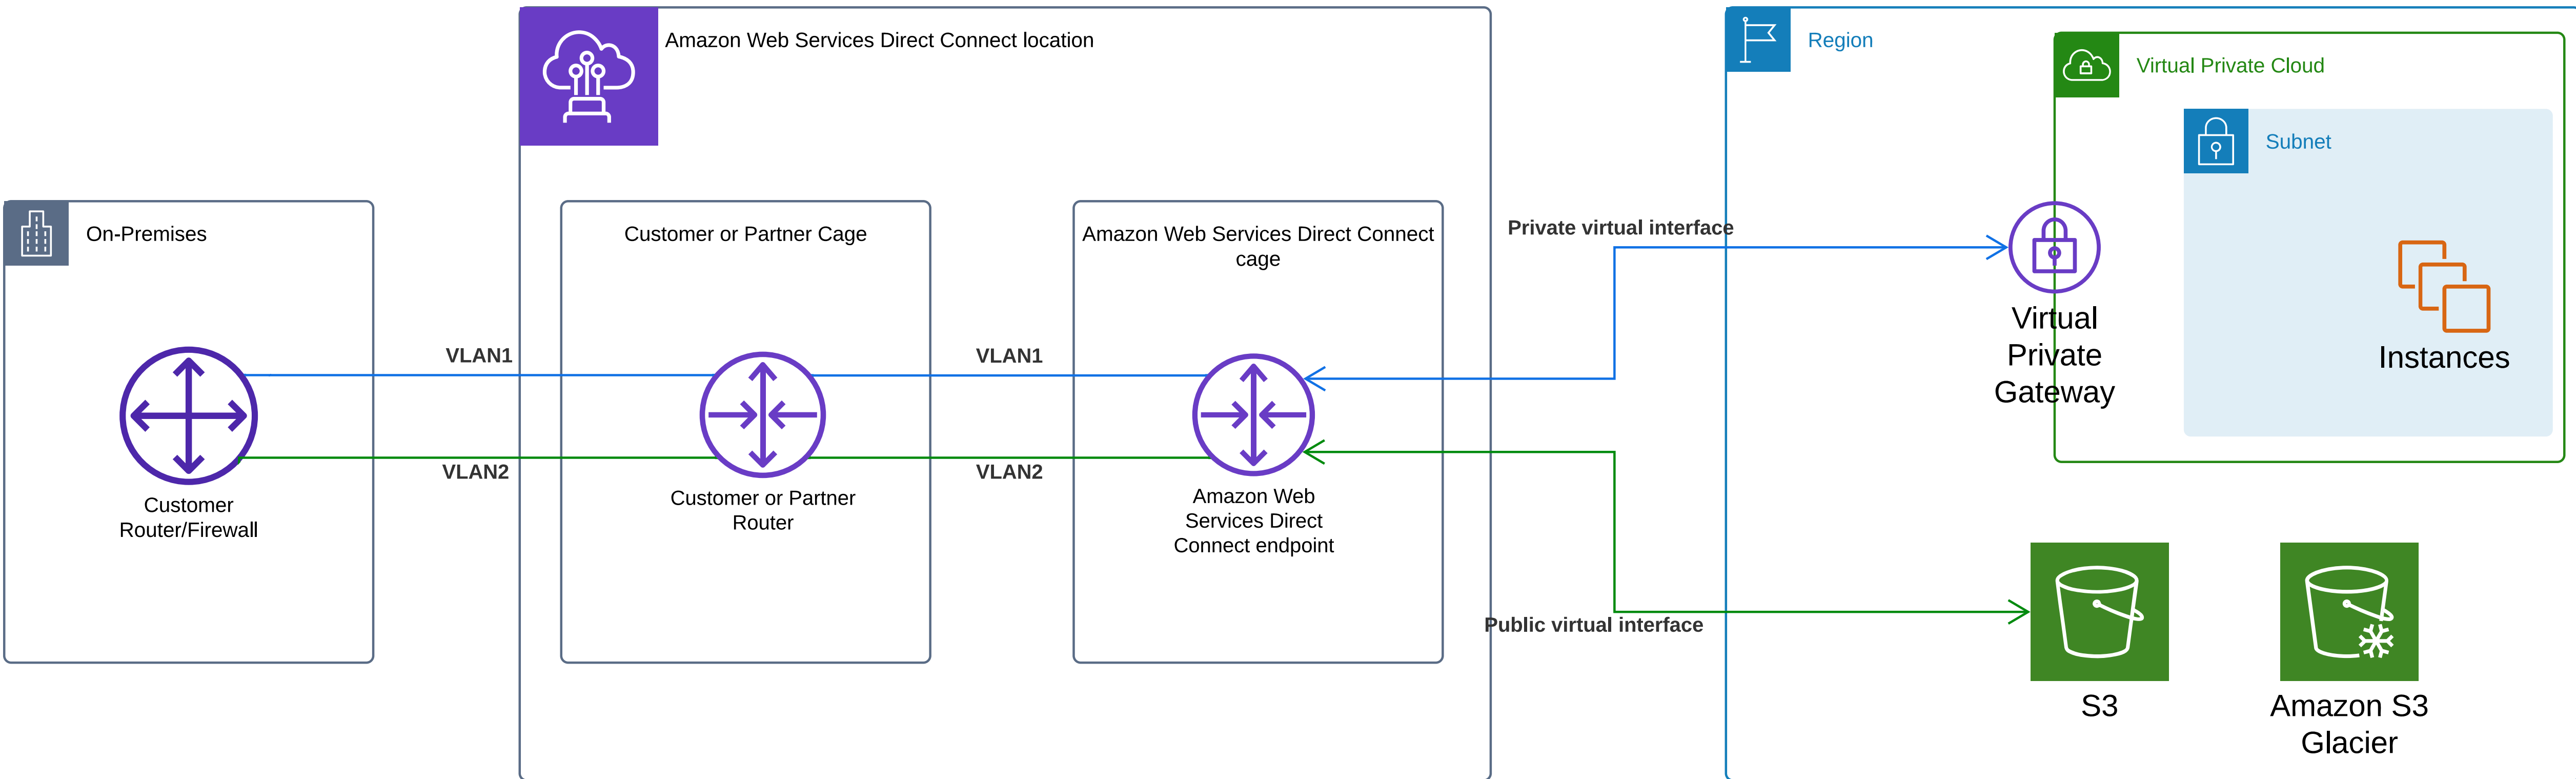 Amazon Web Services Direct Connect location
Region
Virtual Private Cloud
Subnet
On-Premises
Customer or Partner Cage
Amazon Web Services Direct Connect
cage
Private virtual interface
Virtual
Private
Gateway
Instances
VLAN1
VLAN1
VLAN2
VLAN2
Customer
Router/Firewall
Customer or Partner
Router
Amazon Web
Services Direct
Connect endpoint
Public virtual interface
S3
Amazon S3
Glacier